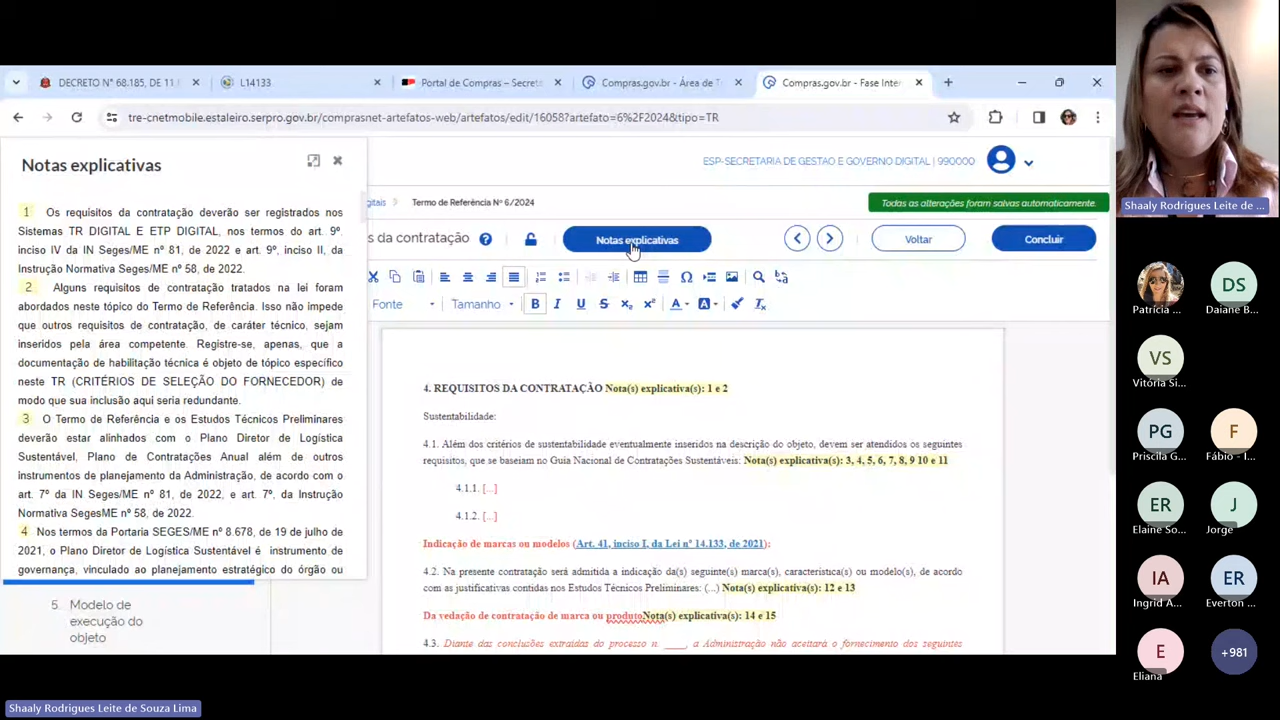 DECRETO N° 68.185, DE 11
L14133
Portal de Compras – Secret
Compras.gov.br - Área de T
Compras.gov.br - Fase Inter
tre-cnetmobile.estaleiro.serpro.gov.br/comprasnet-artefatos-web/artefatos/edit/16058?artefato=6%2F2024&tipo=TR
Notas explicativas
1 Os requisitos da contratação deverão ser registrados nos
Sistemas TR DIGITAL E ETP DIGITAL, nos termos do art. 9º.
inciso IV da IN Seges/ME nº 81, de 2022 e art. 9º, inciso II, da
Instrução Normativa Seges/ME nº 58, de 2022.
2 Alguns requisitos de contratação tratados na lei foram
abordados neste tópico do Termo de Referência. Isso não impede
que outros requisitos de contratação, de caráter técnico, sejam
inseridos pela área competente. Registre-se, apenas, que a
documentação de habilitação técnica é objeto de tópico específico
neste TR (CRITÉRIOS DE SELEÇÃO DO FORNECEDOR) de
modo que sua inclusão aqui seria redundante.
3 O Termo de Referência e os Estudos Técnicos Preliminares
deverão estar alinhados com o Plano Diretor de Logística
Sustentável, Plano de Contratações Anual além de outros
instrumentos de planejamento da Administração, de acordo com o
art. 7º da IN Seges/ME nº 81, de 2022, e art. 7º, da Instrução
Normativa SegesME nº 58, de 2022.
4 Nos termos da Portaria SEGES/ME nº 8.678, de 19 de julho de
2021, o Plano Diretor de Logística Sustentável é instrumento de
governança, vinculado ao planejamento estratégico do órgão ou
5. Modelo de
execução do
objeto
ESP-SECRETARIA DE GESTAO E GOVERNO DIGITAL | 990000
igitais
Termo de Referência Nº 6/2024
Todas as alterações foram salvas automaticamente.
s da contratação
Notas explicativas
Voltar
Concluir
Fonte
Tamanho
4. REQUISITOS DA CONTRATAÇÃO Nota(s) explicativa(s): 1 e 2
Sustentabilidade:
4.1. Além dos critérios de sustentabilidade eventualmente inseridos na descrição do objeto, devem ser atendidos os seguintes
requisitos, que se baseiam no Guia Nacional de Contratações Sustentáveis: Nota(s) explicativa(s): 3, 4, 5, 6, 7, 8, 9 10 e 11
4.1.1. [...]
4.1.2. [...]
Indicação de marcas ou modelos (Art. 41, inciso I, da Lei nº 14.133, de 2021):
4.2. Na presente contratação será admitida a indicação da(s) seguinte(s) marca(s), característica(s) ou modelo(s), de acordo
com as justificativas contidas nos Estudos Técnicos Preliminares: (...) Nota(s) explicativa(s): 12 e 13
Da vedação de contratação de marca ou produtoNota(s) explicativa(s): 14 e 15
4.3. Diante das conclusões extraídas do processo n. ____, a Administração não aceitará o fornecimento dos seguintes
Shaaly Rodrigues Leite de ...
Patrícia ...
DS
Daiane B...
VS
Vitória Si...
PG
Priscila G...
F
Fábio - I...
ER
Elaine So...
J
Jorge
IA
Ingrid A...
ER
Everton ...
E
Eliana
+981
Shaaly Rodrigues Leite de Souza Lima